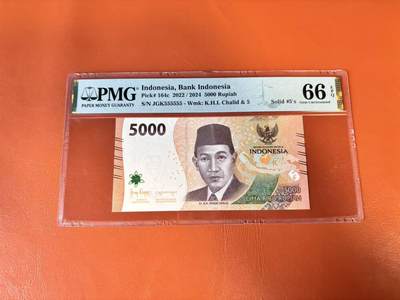 PMG
PAPER MONEY GUARANTY
Indonesia, Bank Indonesia
Pick# 164c 2022 / 2024 5000 Rupiah
S/N JGK555555 - Wmk: K.H.I. Chalid & 5
Solid #5's
66 EPQ
Gem Uncirculated
5000
INDONESIA
5000
LIMA RIBU RUPIAH